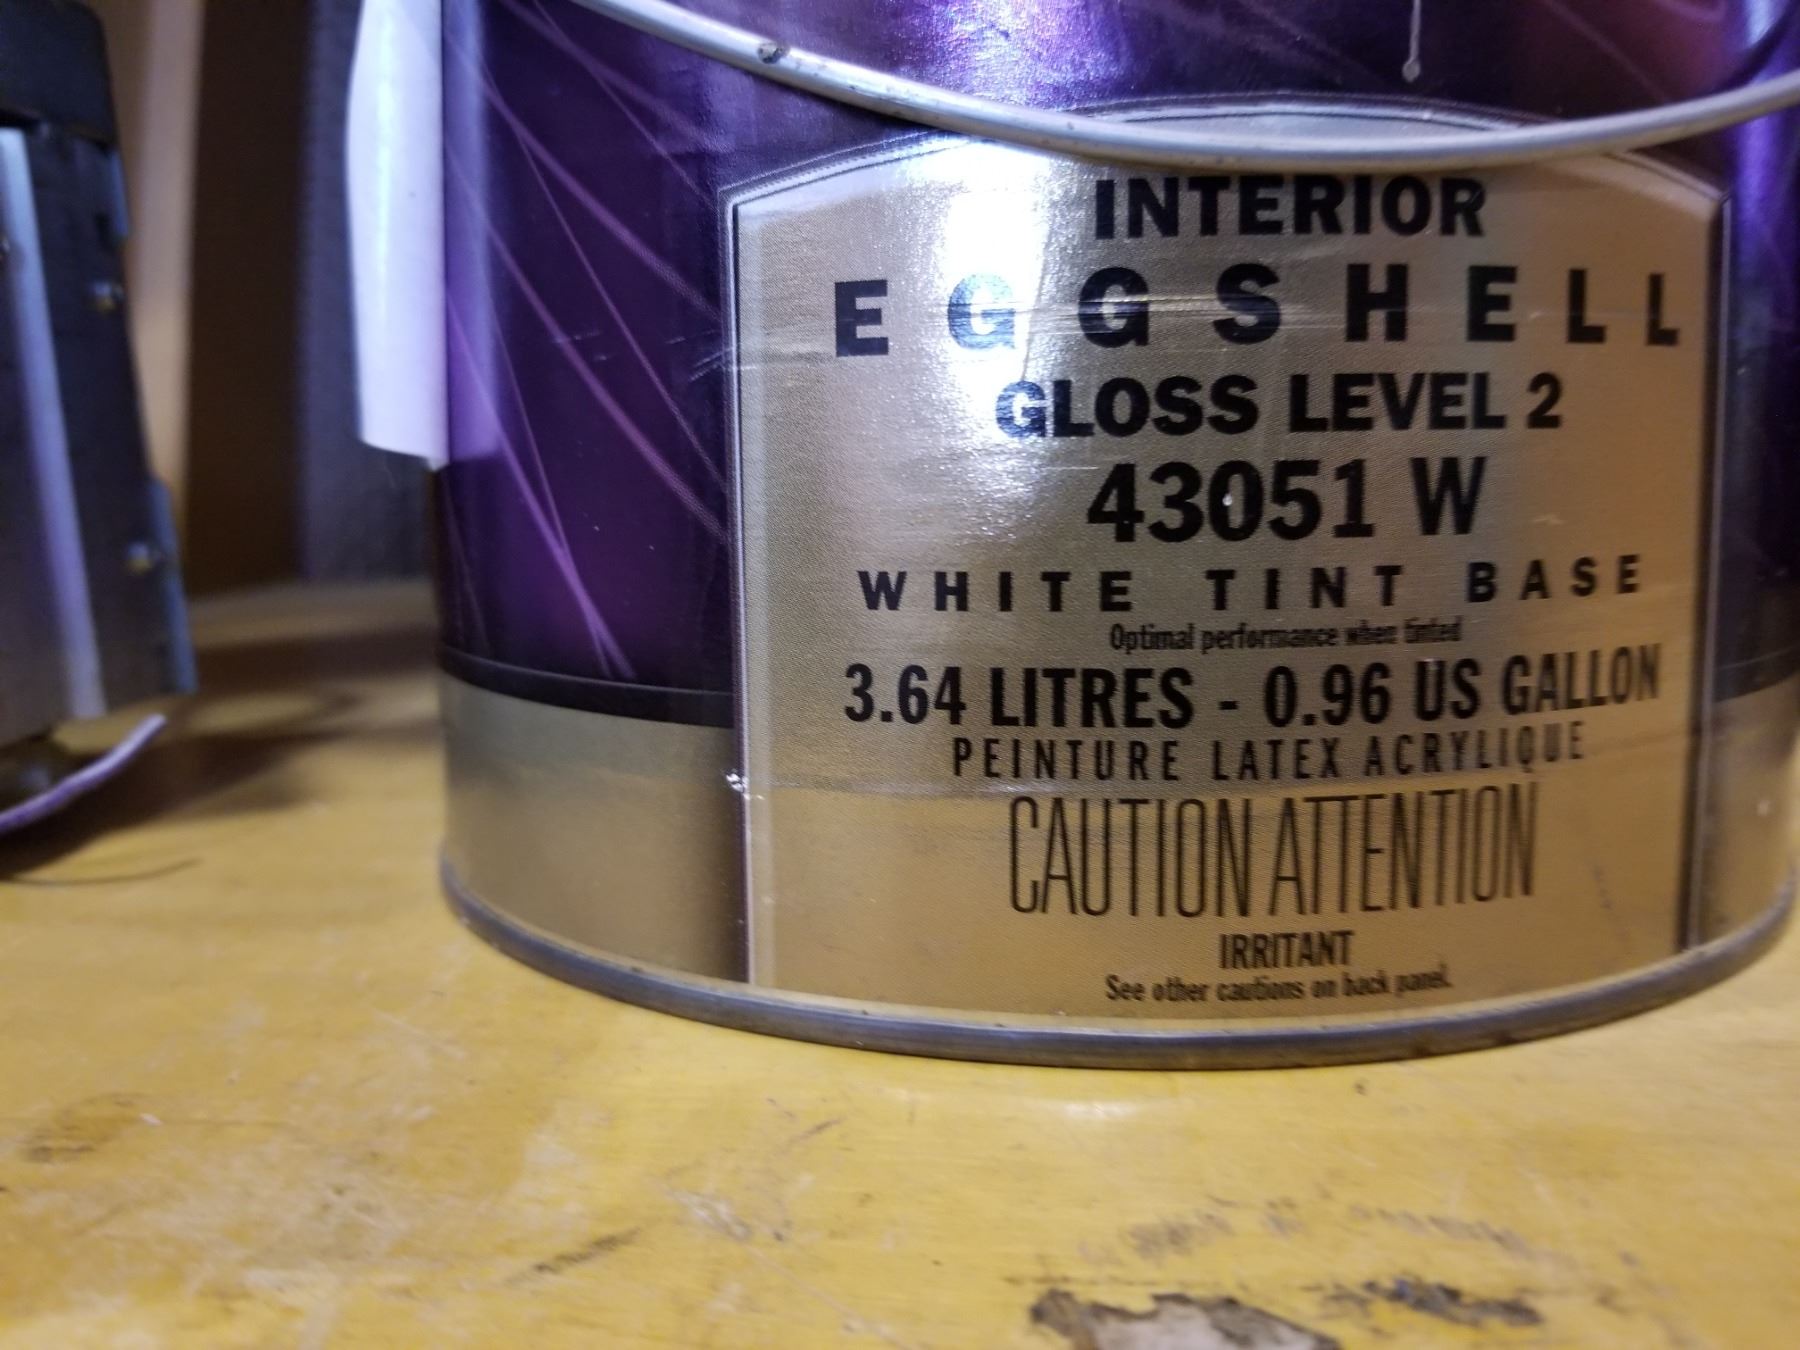 INTERIOR
EGGSHELL
GLOSS LEVEL 2
43051 W
WHITE TINT BASE
Optimal performance when tinted
3.64 LITRES - 0.96 US GALLON
PEINTURE LATEX ACRYLIQUE
CAUTION ATTENTION
IRRITANT
See other cautions on back panel.